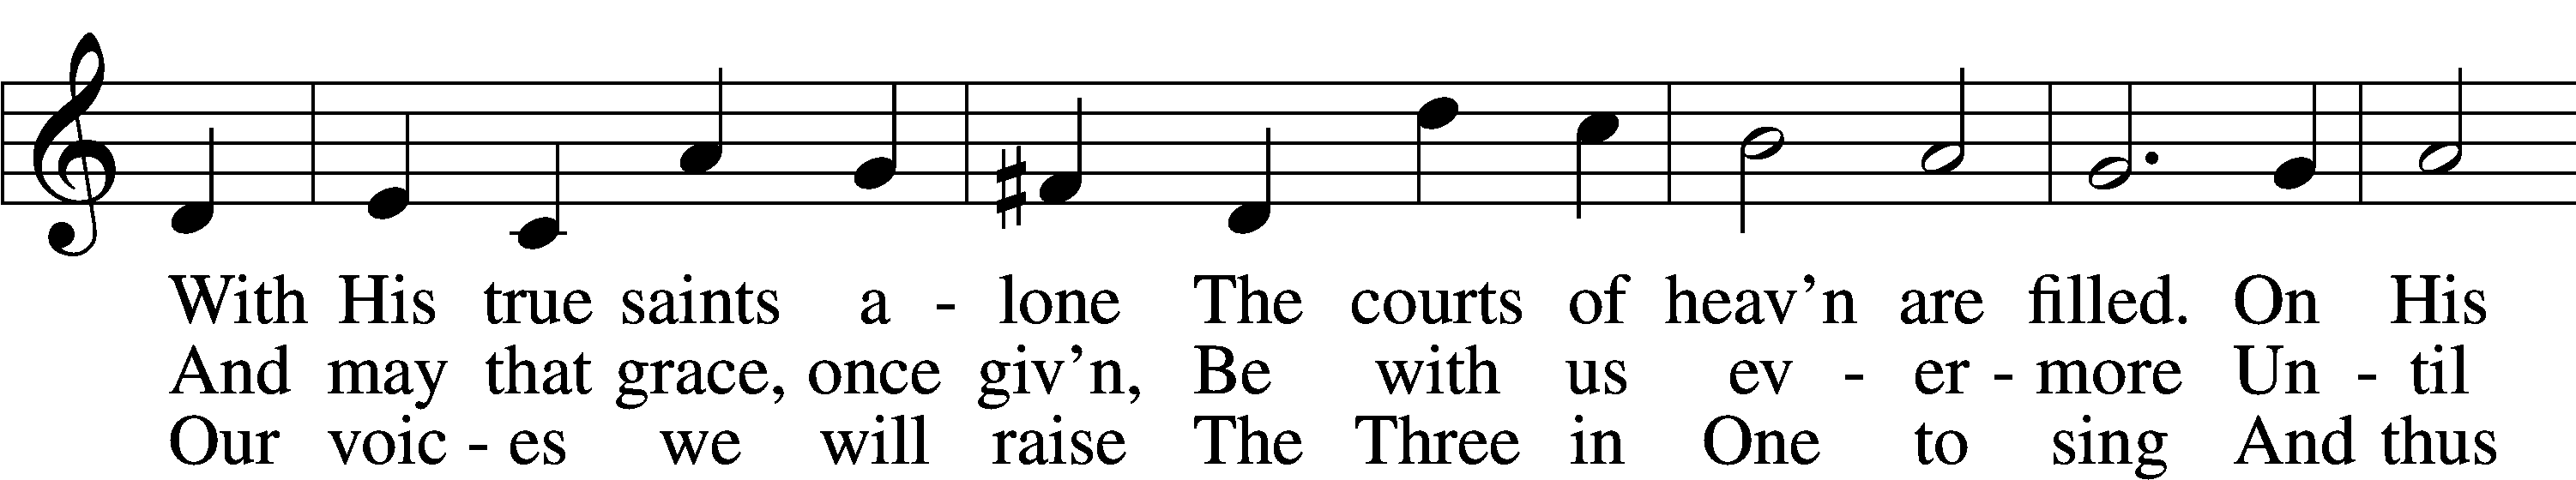 With His true saints a - lone The courts of heav’n are filled. On His
And may that grace, once giv’n, Be with us ev - er - more Un - til
Our voic - es we will raise The Three in One to sing And thus